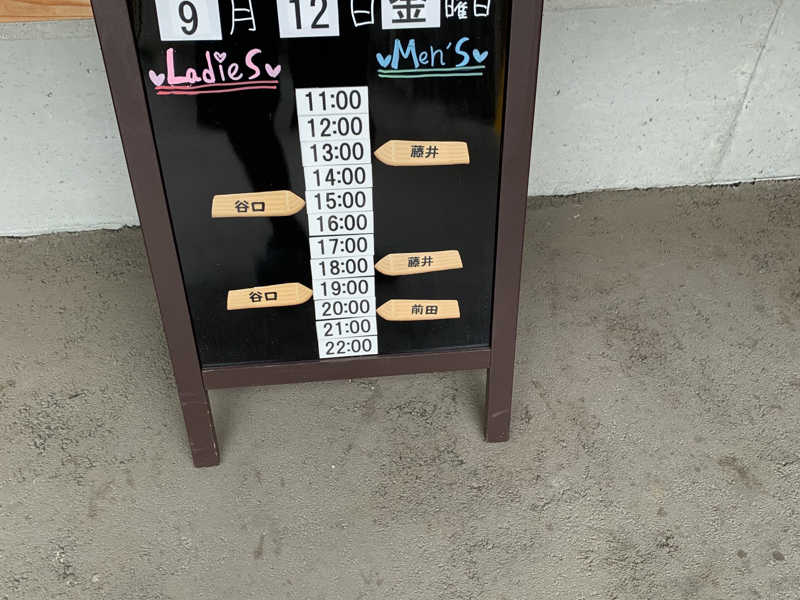 9月 12日 金曜日
Ladies Men's
11:00
12:00
13:00 藤井
14:00
谷口 15:00
16:00
17:00
18:00 藤井
谷口 19:00
20:00 前田
21:00
22:00